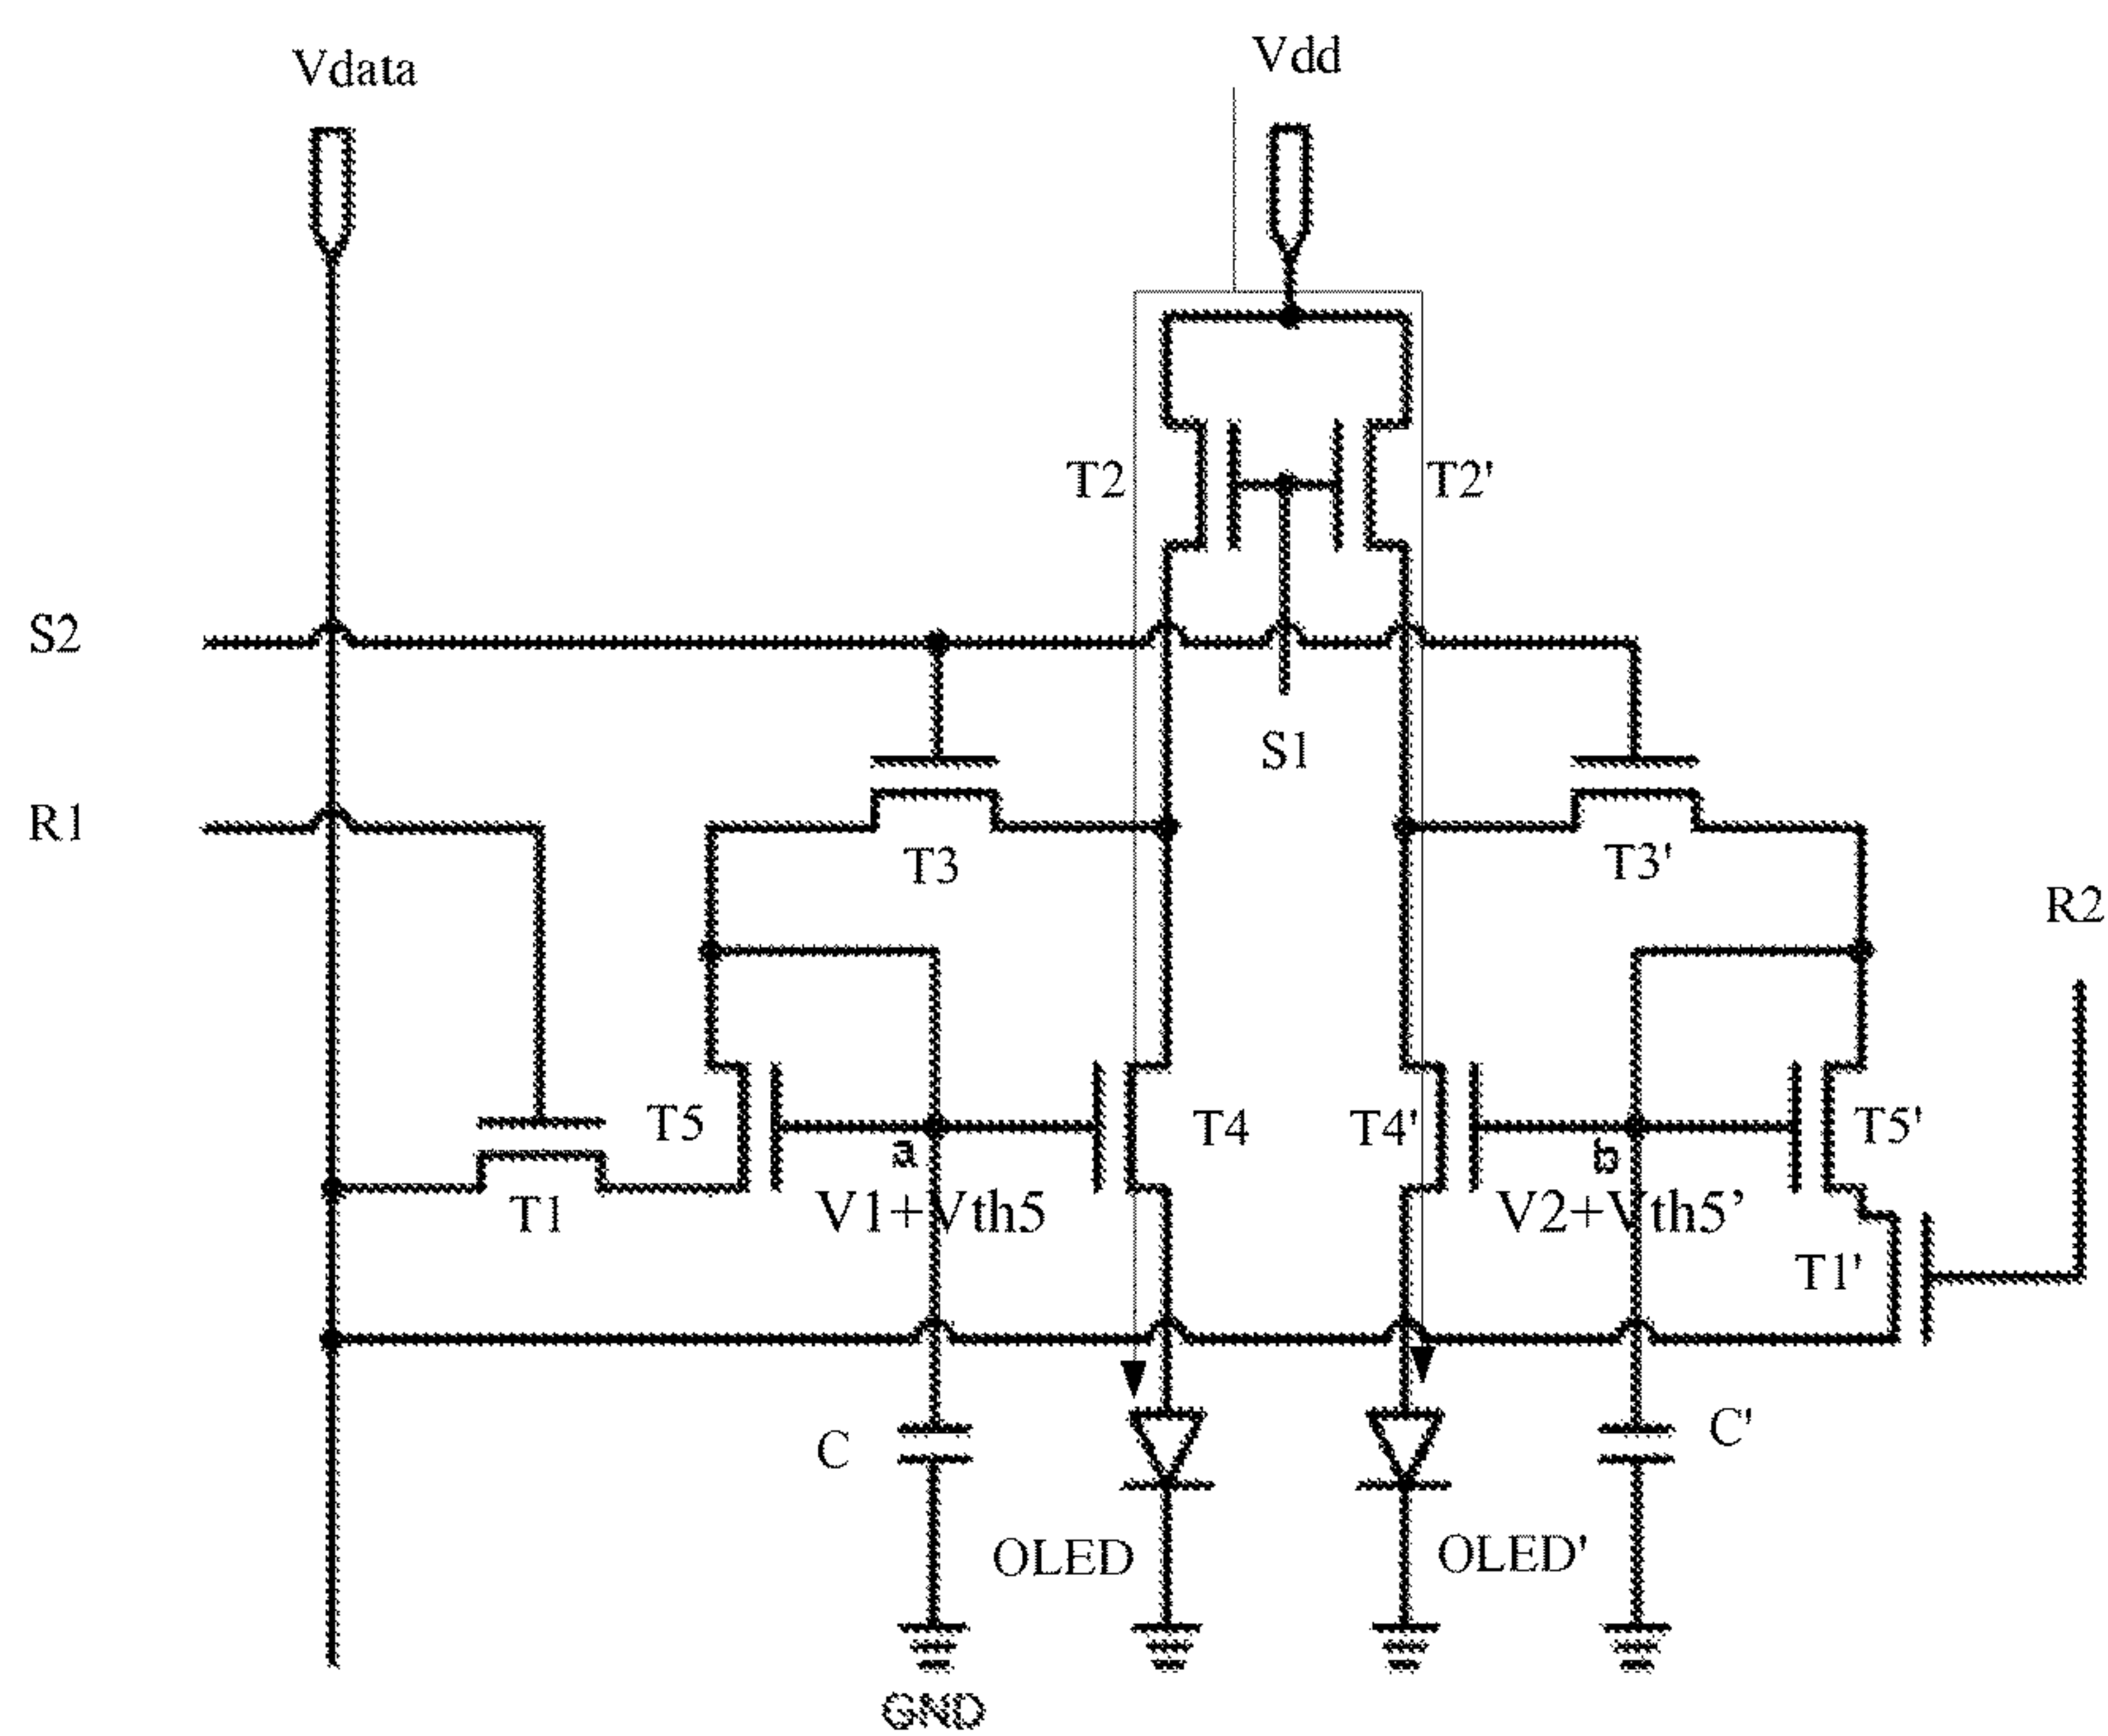 Vdata
Vdd
T2
T2'
S2
S1
R1
T3
T3'
R2
T5
a
T4
T4'
b
T5'
T1
V1+Vth5
V2+Vth5’
T1'
C
C'
OLED
OLED'
GND